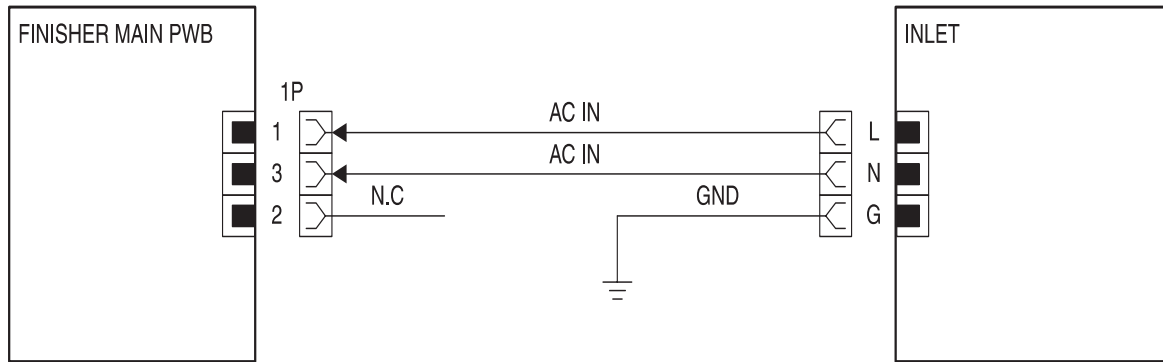 FINISHER MAIN PWB
INLET
1P
1
AC IN
L
3
AC IN
N
2
N.C
GND
G